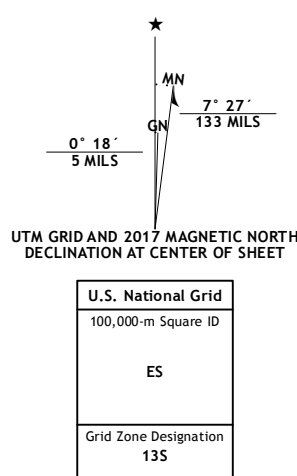 MN
7° 27´
133 MILS
GN
0° 18´
5 MILS
UTM GRID AND 2017 MAGNETIC NORTH
DECLINATION AT CENTER OF SHEET
U.S. National Grid
100,000-m Square ID
ES
Grid Zone Designation
13S